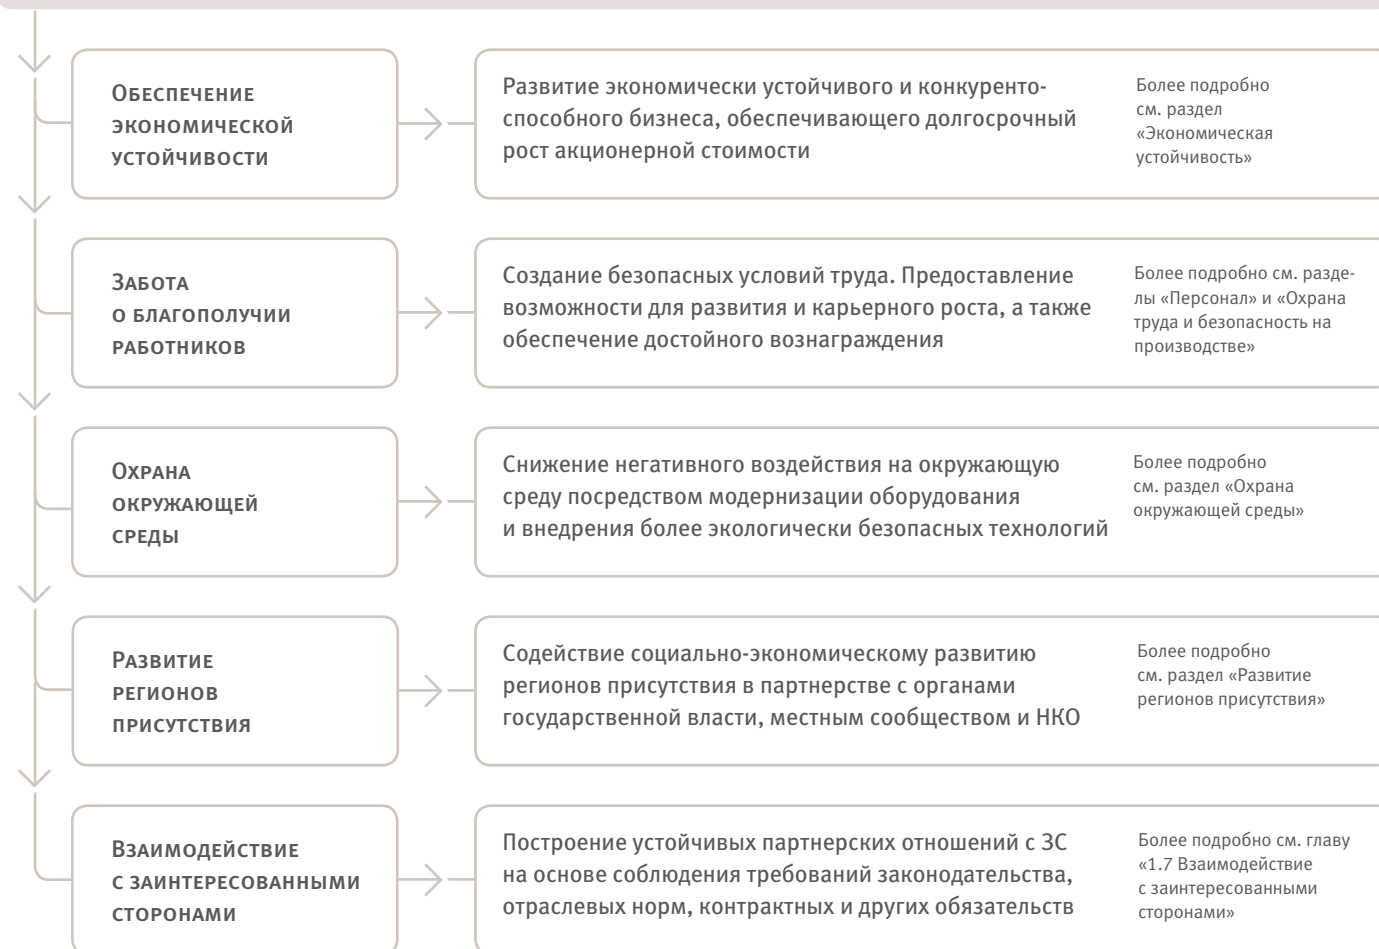 Обеспечение
экономической
устойчивости
Развитие экономически устойчивого и конкуренто-
способного бизнеса, обеспечивающего долгосрочный
рост акционерной стоимости
Более подробно
см. раздел
«Экономическая
устойчивость»
Забота
о благополучии
работников
Создание безопасных условий труда. Предоставление
возможности для развития и карьерного роста, а также
обеспечение достойного вознаграждения
Более подробно см. разде-
лы «Персонал» и «Охрана
труда и безопасность на
производстве»
Охрана
окружающей
среды
Снижение негативного воздействия на окружающую
среду посредством модернизации оборудования
и внедрения более экологически безопасных технологий
Более подробно
см. раздел «Охрана
окружающей среды»
Развитие
регионов
присутствия
Содействие социально-экономическому развитию
регионов присутствия в партнерстве с органами
государственной власти, местным сообществом и НКО
Более подробно
см. раздел «Развитие
регионов присутствия»
Взаимодействие
с заинтересованными
сторонами
Построение устойчивых партнерских отношений с ЗС
на основе соблюдения требований законодательства,
отраслевых норм, контрактных и других обязательств
Более подробно см. главу
«1.7 Взаимодействие
с заинтересованными
сторонами»